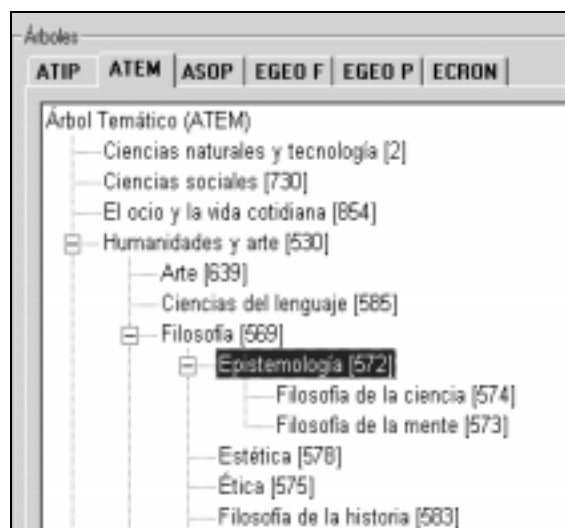 Árboles
ATIP ATEM ASOP EGEO F EGEO P ECRON
Árbol Temático (ATEM)
Ciencias naturales y tecnología [2]
Ciencias sociales [730]
El ocio y la vida cotidiana [854]
Humanidades y arte [530]
Arte [639]
Ciencias del lenguaje [585]
Filosofía [569]
Epistemología [572]
Filosofía de la ciencia [574]
Filosofía de la mente [573]
Estética [578]
Ética [575]
Filosofía de la historia [583]